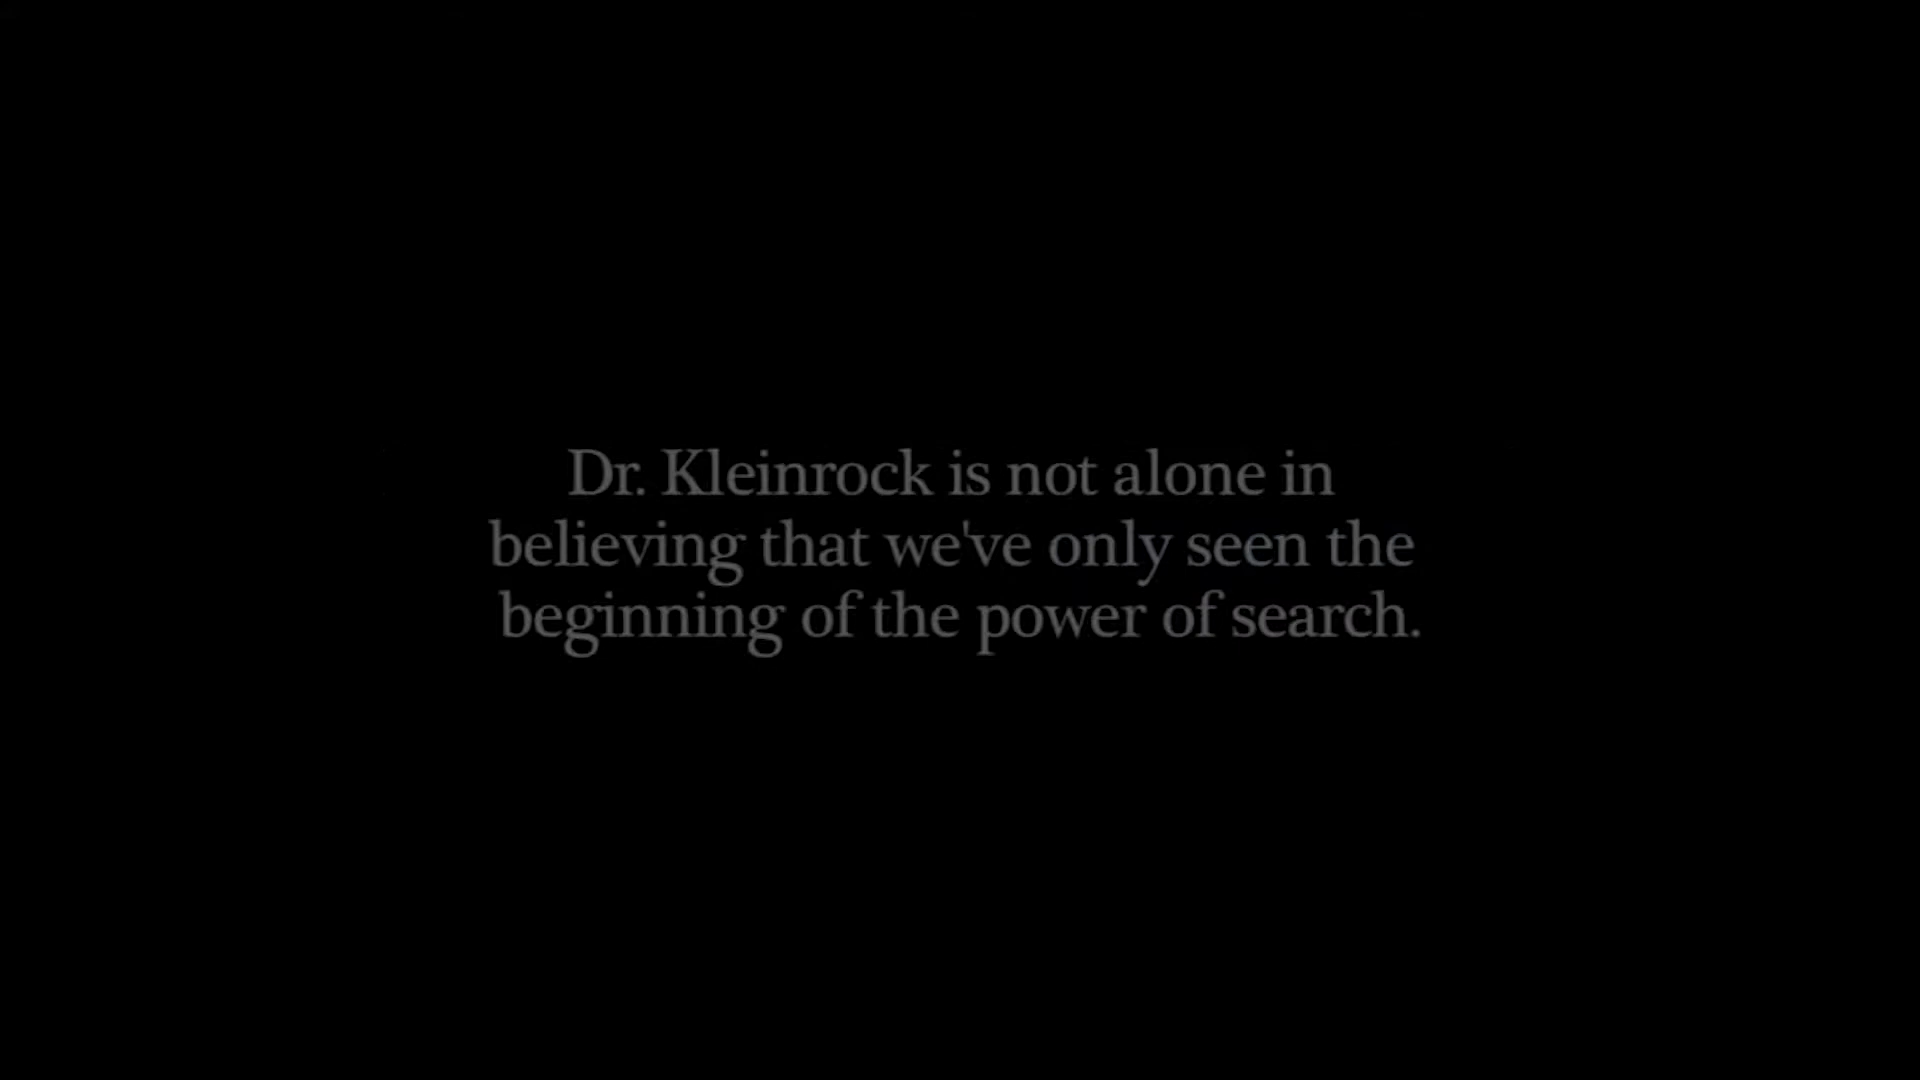 Dr. Kleinrock is not alone in
believing that we've only seen the
beginning of the power of search.